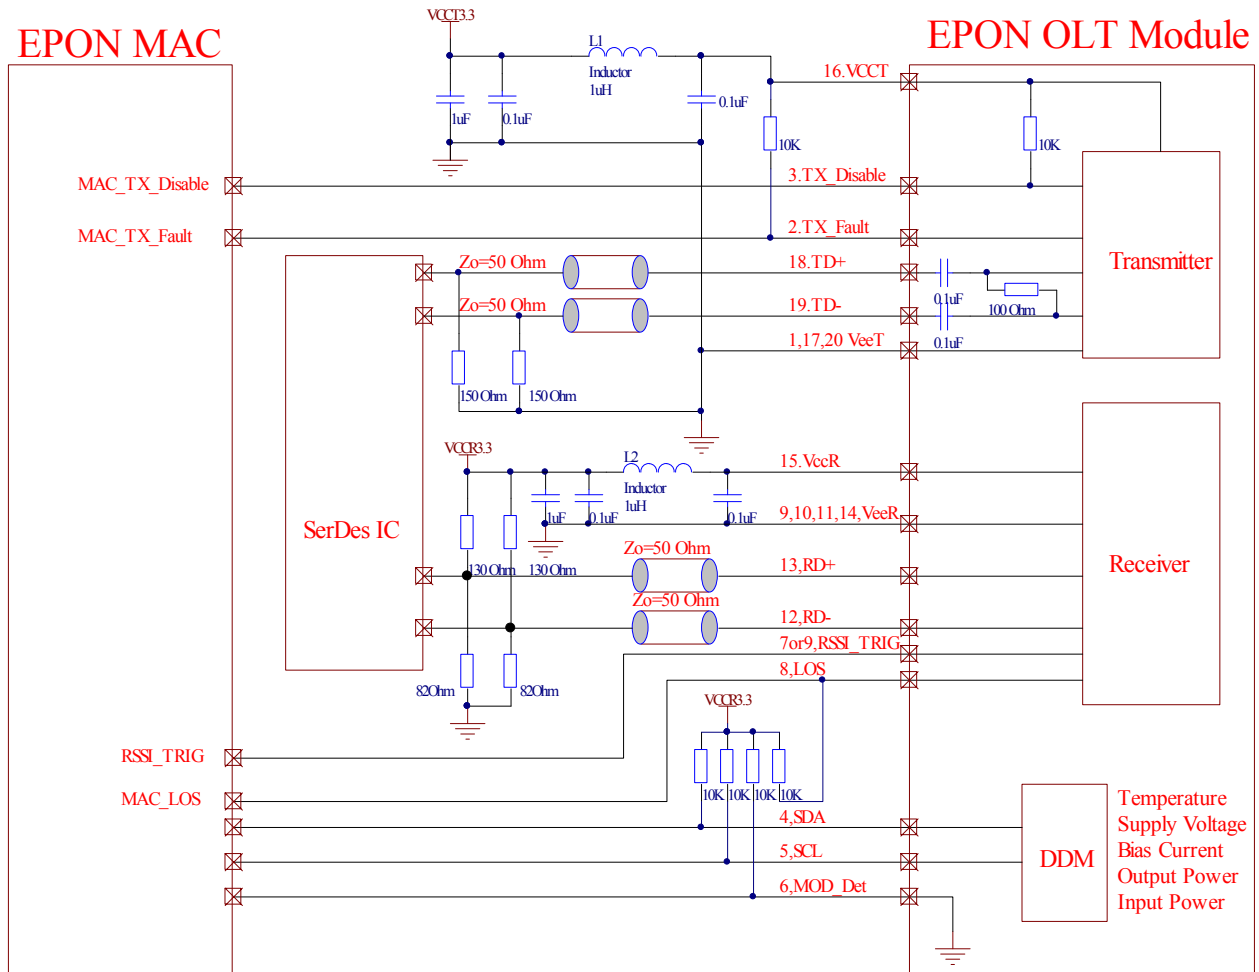 EPON MAC
EPON OLT Module
VCCT3.3
L1
Inductor
1uH
16.VCCT
1uF
0.1uF
0.1uF
10K
10K
MAC_TX_Disable
3.TX_Disable
MAC_TX_Fault
2.TX_Fault
Transmitter
Zo=50 Ohm
18.TD+
0.1uF
100 Ohm
Zo=50 Ohm
19.TD-
0.1uF
1,17,20 VeeT
150 Ohm
150 Ohm
VCCR3.3
L2
Inductor
1uH
15.VccR
1uF
0.1uF
0.1uF
9,10,11,14,VeeR
SerDes IC
130 Ohm
130 Ohm
Zo=50 Ohm
13,RD+
Receiver
Zo=50 Ohm
12,RD-
7or9,RSSI_TRIG
8,LOS
82Ohm
82Ohm
VCCR3.3
RSSI_TRIG
10K
10K
10K
10K
MAC_LOS
4,SDA
5,SCL
6,MOD_Det
DDM
Temperature
Supply Voltage
Bias Current
Output Power
Input Power